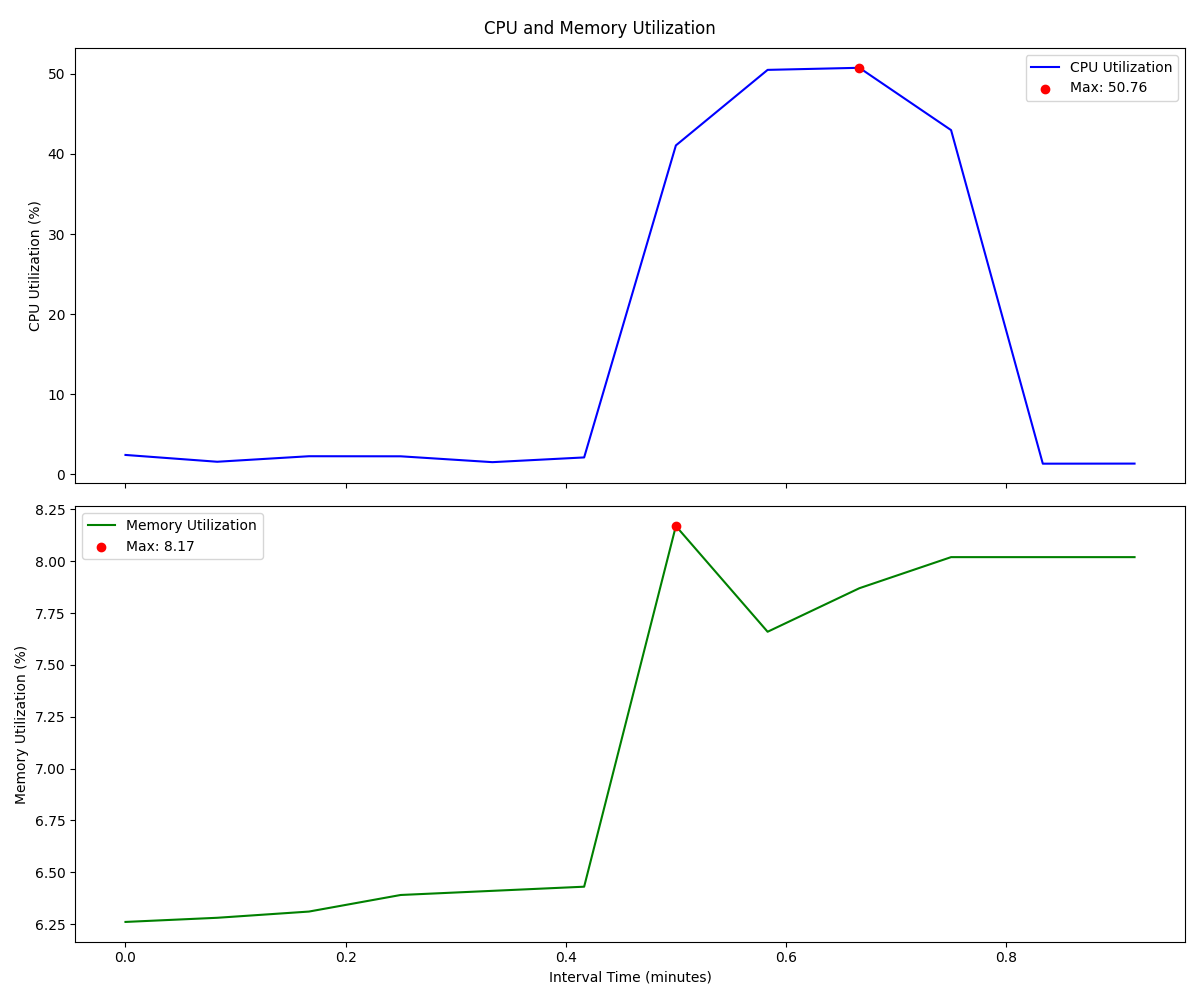 CPU and Memory Utilization
CPU Utilization (%)
50
40
30
20
10
0
CPU Utilization
Max: 50.76
Memory Utilization (%)
8.25
8.00
7.75
7.50
7.25
7.00
6.75
6.50
6.25
Memory Utilization
Max: 8.17
0.0 0.2 0.4 0.6 0.8
Interval Time (minutes)